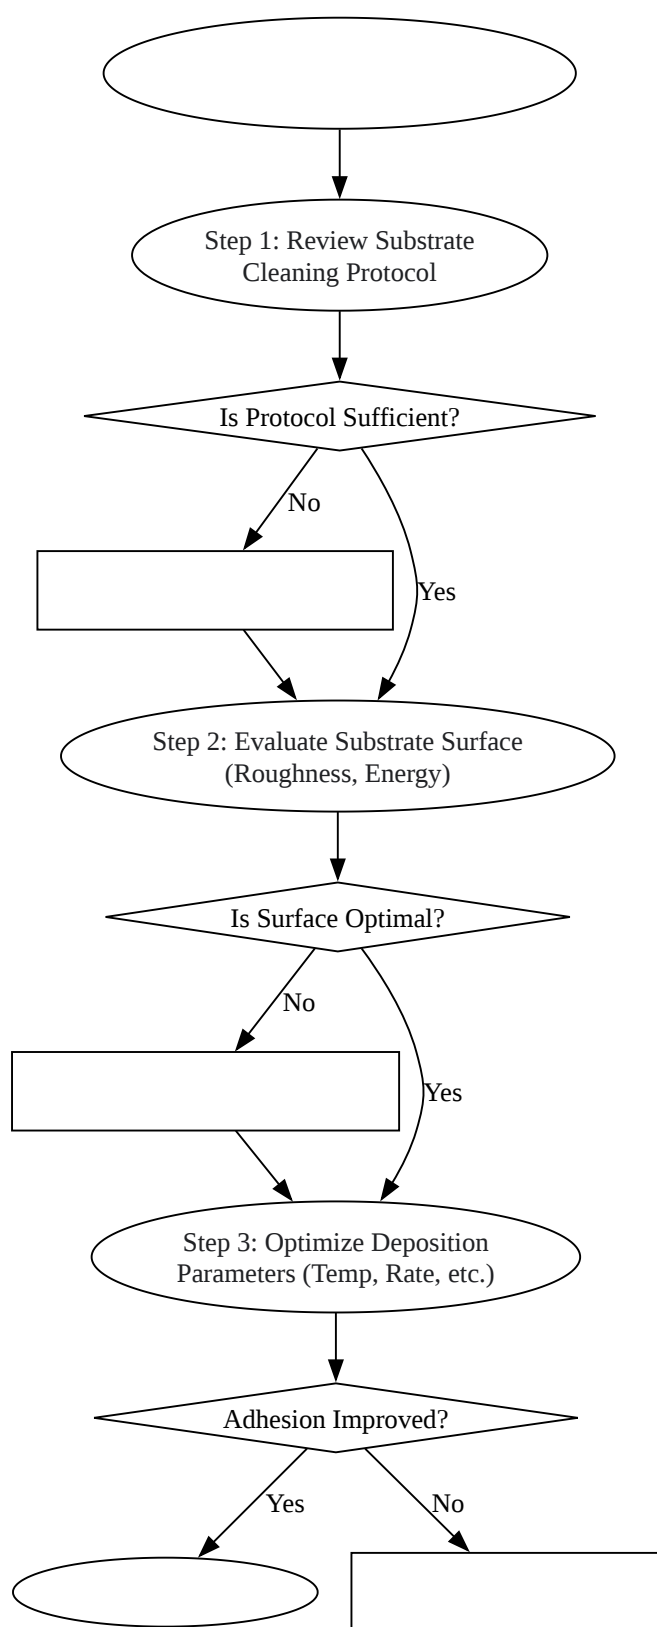 Step 1: Review Substrate
Cleaning Protocol
Is Protocol Sufficient?
No
Yes
Step 2: Evaluate Substrate Surface
(Roughness, Energy)
Is Surface Optimal?
No
Yes
Step 3: Optimize Deposition
Parameters (Temp, Rate, etc.)
Adhesion Improved?
Yes
No